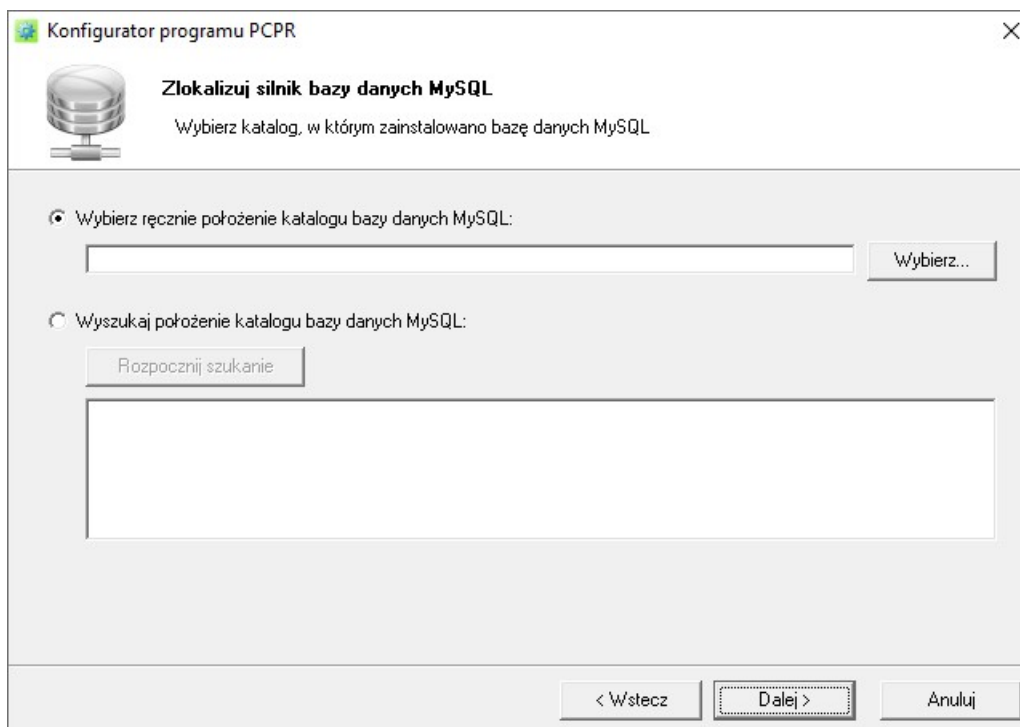 Konfigurator programu PCPR
Zlokalizuj silnik bazy danych MySQL
Wybierz katalog, w którym zainstalowano bazę danych MySQL
Wybierz ręcznie położenie katalogu bazy danych MySQL:
Wybierz...
Wyszukaj położenie katalogu bazy danych MySQL:
Rozpocznij szukanie
< Wstecz
Dalej >
Anuluj